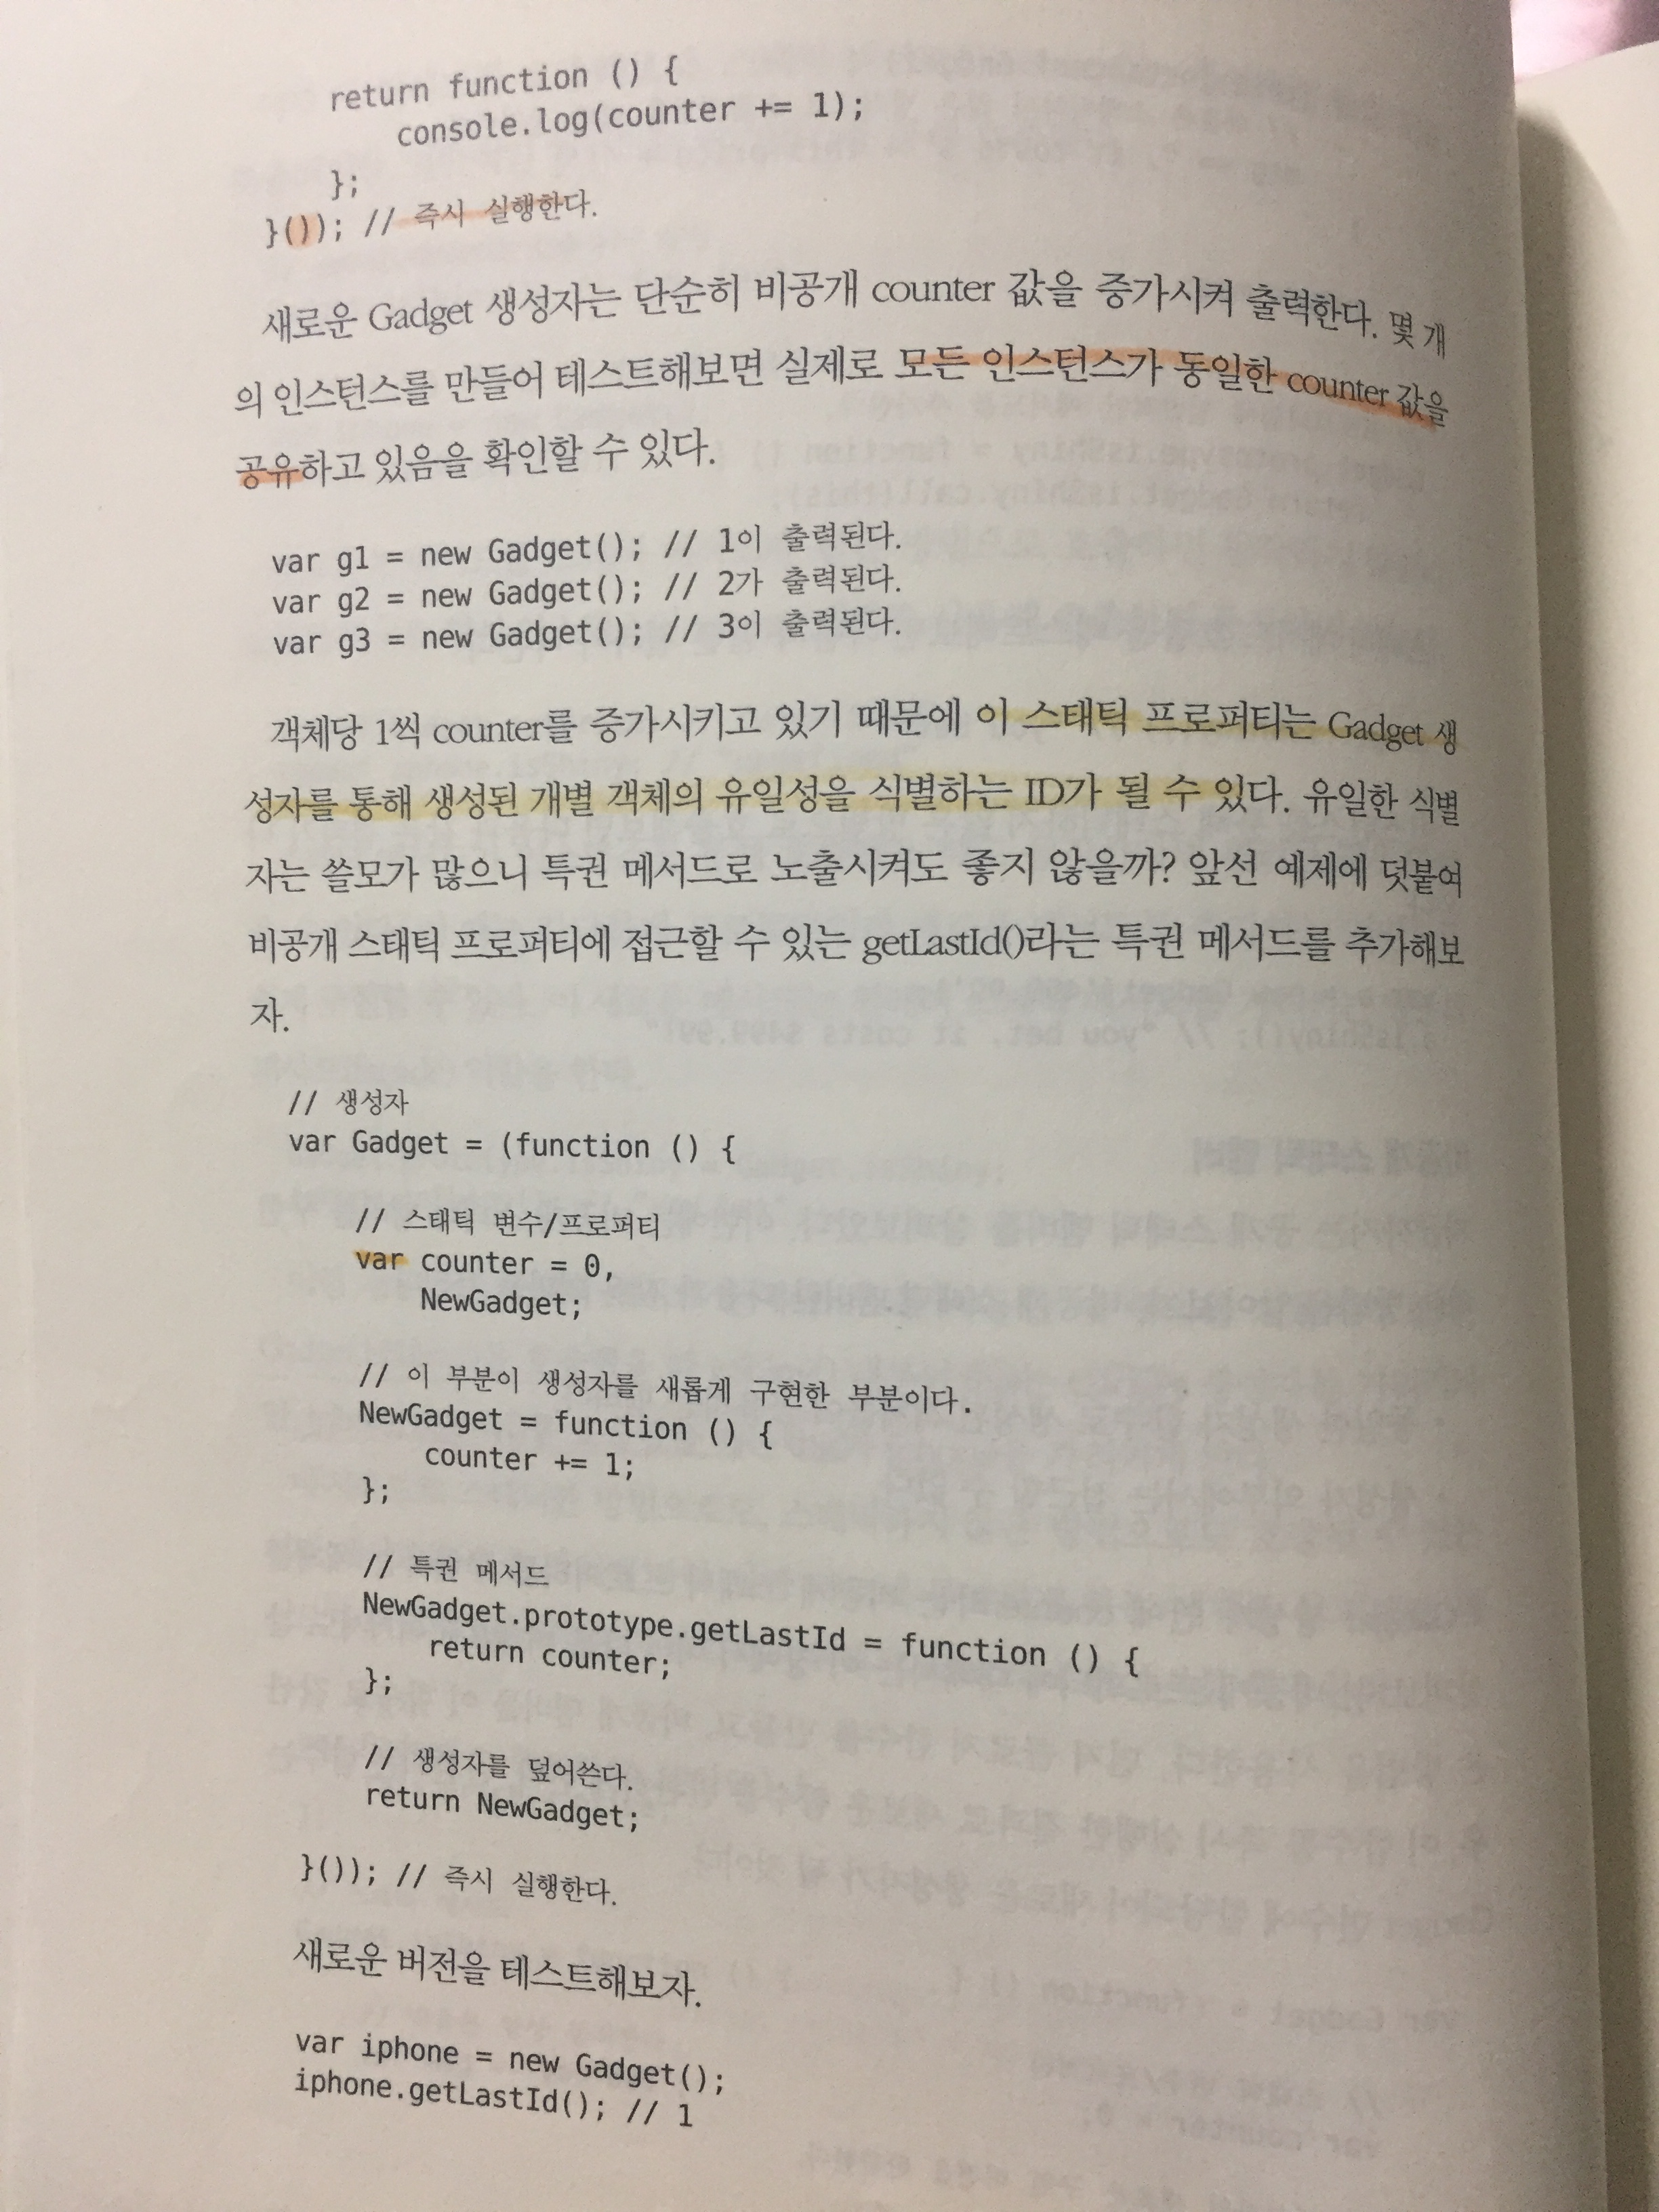 return function () {
console.log(counter += 1);
};
}()); // 즉시 실행한다.
새로운 Gadget 생성자는 단순히 비공개 counter 값을 증가시켜 출력한다. 몇 개
의 인스턴스를 만들어 테스트해보면 실제로 모든 인스턴스가 동일한 counter 값을
공유하고 있음을 확인할 수 있다.
var g1 = new Gadget(); // 1이 출력된다.
var g2 = new Gadget(); // 2가 출력된다.
var g3 = new Gadget(); // 3이 출력된다.
객체당 1씩 counter를 증가시키고 있기 때문에 이 스태틱 프로퍼티는 Gadget 생
성자를 통해 생성된 개별 객체의 유일성을 식별하는 ID가 될 수 있다. 유일한 식별
자는 쓸모가 많으니 특권 메서드로 노출시켜도 좋지 않을까? 앞선 예제에 덧붙여
비공개 스태틱 프로퍼티에 접근할 수 있는 getLastId()라는 특권 메서드를 추가해보
자.
// 생성자
var Gadget = (function () {
// 스태틱 변수/프로퍼티
var counter = 0,
NewGadget;
// 이 부분이 생성자를 새롭게 구현한 부분이다.
NewGadget = function () {
counter += 1;
};
// 특권 메서드
NewGadget.prototype.getLastId = function () {
return counter;
};
// 생성자를 덮어쓴다.
return NewGadget;
}()); // 즉시 실행한다.
새로운 버전을 테스트해보자.
var iphone = new Gadget();
iphone.getLastId(); // 1